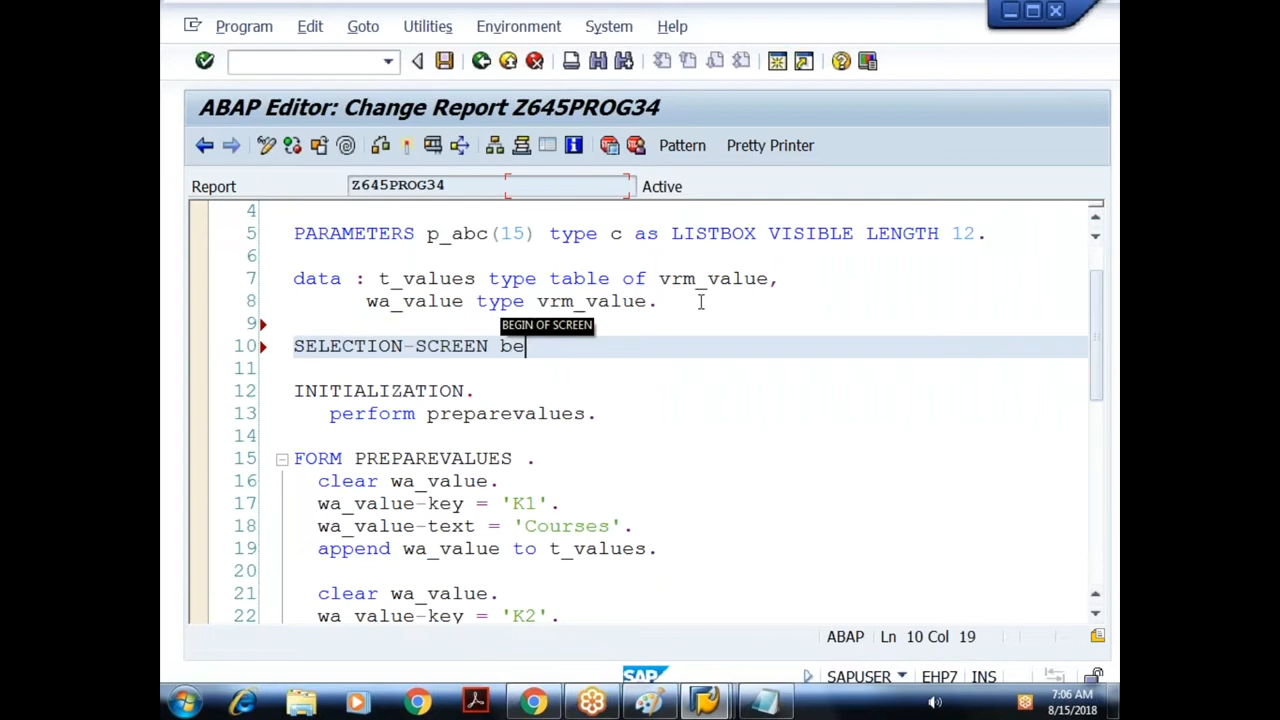 Program Edit Goto Utilities Environment System Help
ABAP Editor: Change Report Z645PROG34
Pattern Pretty Printer
Report Z645PROG34 Active
4
5 PARAMETERS p_abc(15) type c as LISTBOX VISIBLE LENGTH 12.
6
7 data : t_values type table of vrm_value,
8 wa_value type vrm_value.
9
BEGIN OF SCREEN
10 SELECTION-SCREEN be
11
12 INITIALIZATION.
13 perform preparevalues.
14
15 FORM PREPAREVALUES .
16 clear wa_value.
17 wa_value-key = 'K1'.
18 wa_value-text = 'Courses'.
19 append wa_value to t_values.
20
21 clear wa_value.
22 wa_value-key = 'K2'.
ABAP Ln 10 Col 19
SAP SAPUSER EHP7 INS
7:06 AM
8/15/2018